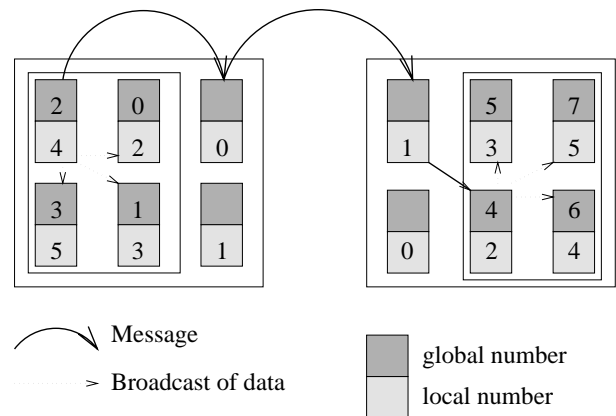 2 0 5 7
4 2 0 1 3 5
3 1 4 6
5 3 1 0 2 4
Message
global number
Broadcast of data
local number